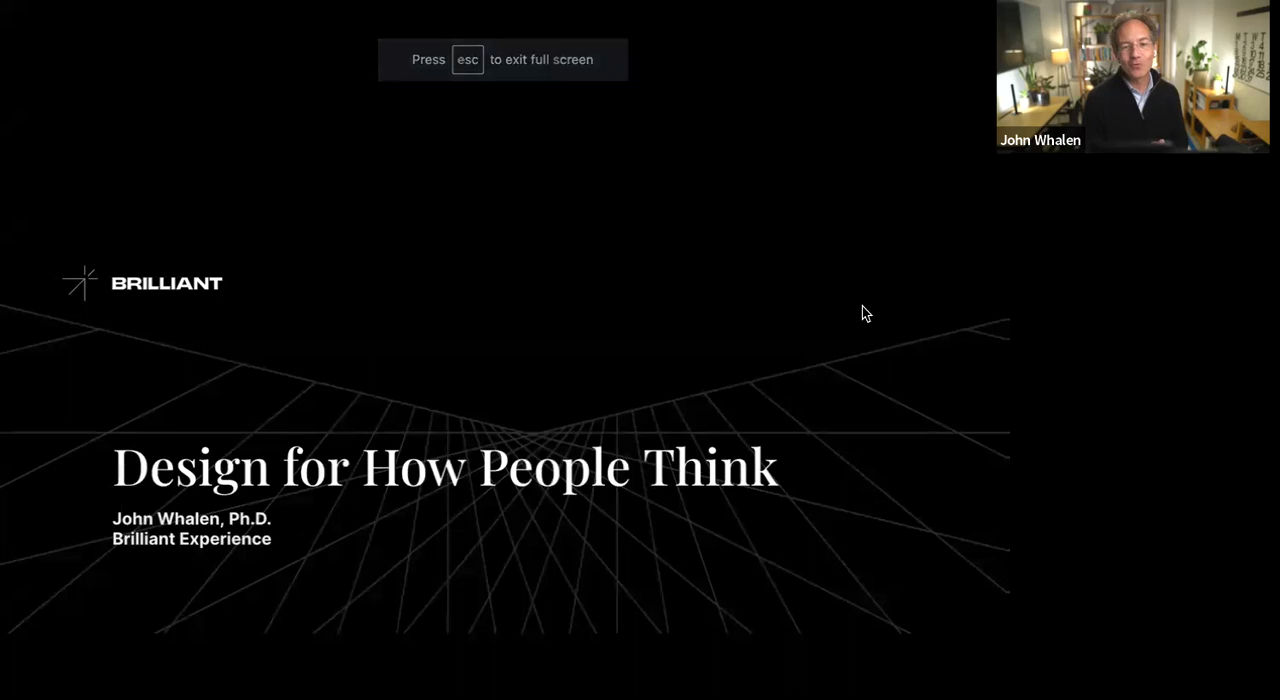 Press esc to exit full screen
John Whalen
BRILLIANT
Design for How People Think
John Whalen, Ph.D.
Brilliant Experience